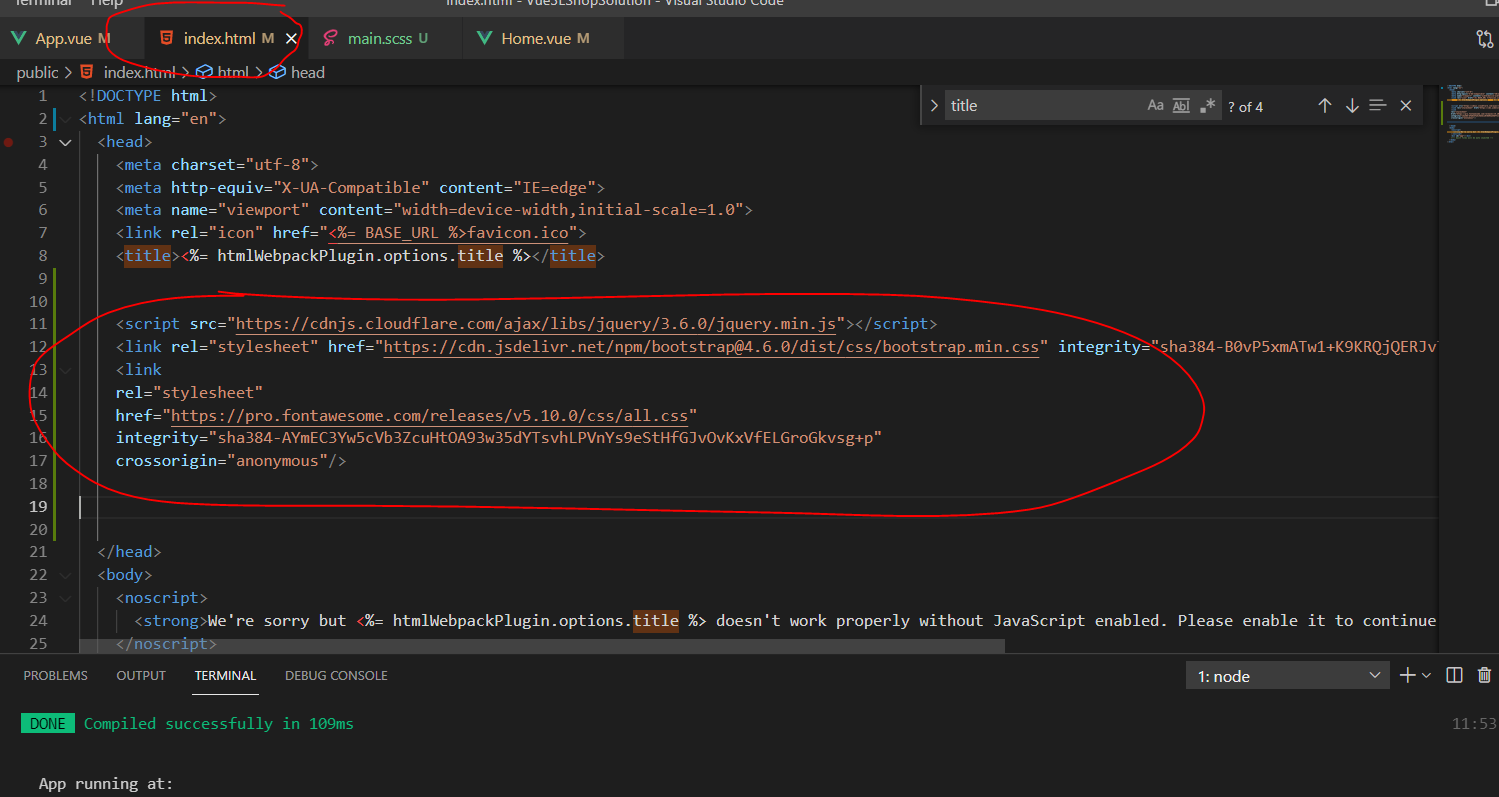 Terminal Help index.html - Vue3EShopSolution - Visual Studio Code
App.vue M index.html M main.scss U Home.vue M
public > index.html > html > head
title Aa Abl ? of 4
1 <!DOCTYPE html>
2 <html lang="en">
3 <head>
4 <meta charset="utf-8">
5 <meta http-equiv="X-UA-Compatible" content="IE=edge">
6 <meta name="viewport" content="width=device-width,initial-scale=1.0">
7 <link rel="icon" href="<%= BASE_URL %>favicon.ico">
8 <title><%= htmlWebpackPlugin.options.title %></title>
9
10
11 <script src="https://cdnjs.cloudflare.com/ajax/libs/jquery/3.6.0/jquery.min.js"></script>
12 <link rel="stylesheet" href="https://cdn.jsdelivr.net/npm/bootstrap@4.6.0/dist/css/bootstrap.min.css" integrity="sha384-B0vP5xmATw1+K9KRQjQERJv
13 <link
14 rel="stylesheet"
15 href="https://pro.fontawesome.com/releases/v5.10.0/css/all.css"
16 integrity="sha384-AYmEC3Yw5cVb3ZcuHtOA93w35dYTsvhLPVnYs9eStHfGJvOvKxVfELGroGkvsg+p"
17 crossorigin="anonymous"/>
18
19
20
21 </head>
22 <body>
23 <noscript>
24 <strong>We're sorry but <%= htmlWebpackPlugin.options.title %> doesn't work properly without JavaScript enabled. Please enable it to continue
25 </noscript>
PROBLEMS OUTPUT TERMINAL DEBUG CONSOLE 1: node
DONE Compiled successfully in 109ms 11:53
App running at: